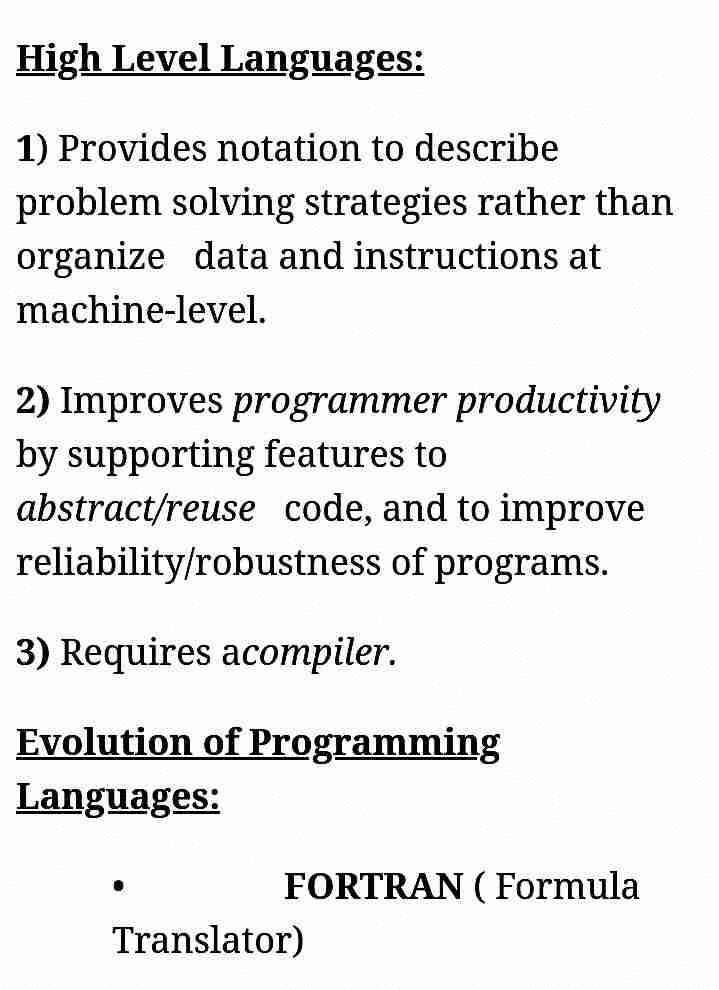 High Level Languages:
1) Provides notation to describe
problem solving strategies rather than
organize   data and instructions at
machine-level.
2) Improves programmer productivity
by supporting features to
abstract/reuse   code, and to improve
reliability/robustness of programs.
3) Requires acompiler.
Evolution of Programming
Languages:
•   FORTRAN ( Formula
Translator)